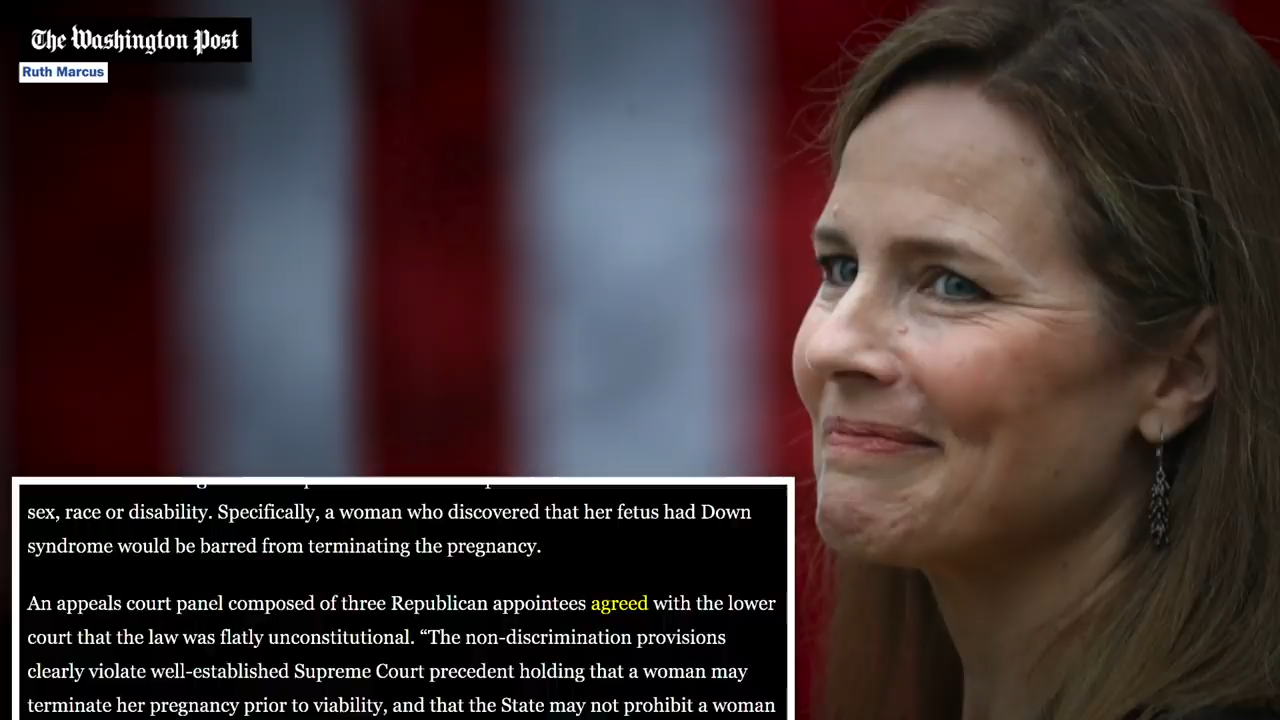 The Washington Post
Ruth Marcus
sex, race or disability. Specifically, a woman who discovered that her fetus had Down
syndrome would be barred from terminating the pregnancy.
An appeals court panel composed of three Republican appointees agreed with the lower
court that the law was flatly unconstitutional. “The non-discrimination provisions
clearly violate well-established Supreme Court precedent holding that a woman may
terminate her pregnancy prior to viability, and that the State may not prohibit a woman